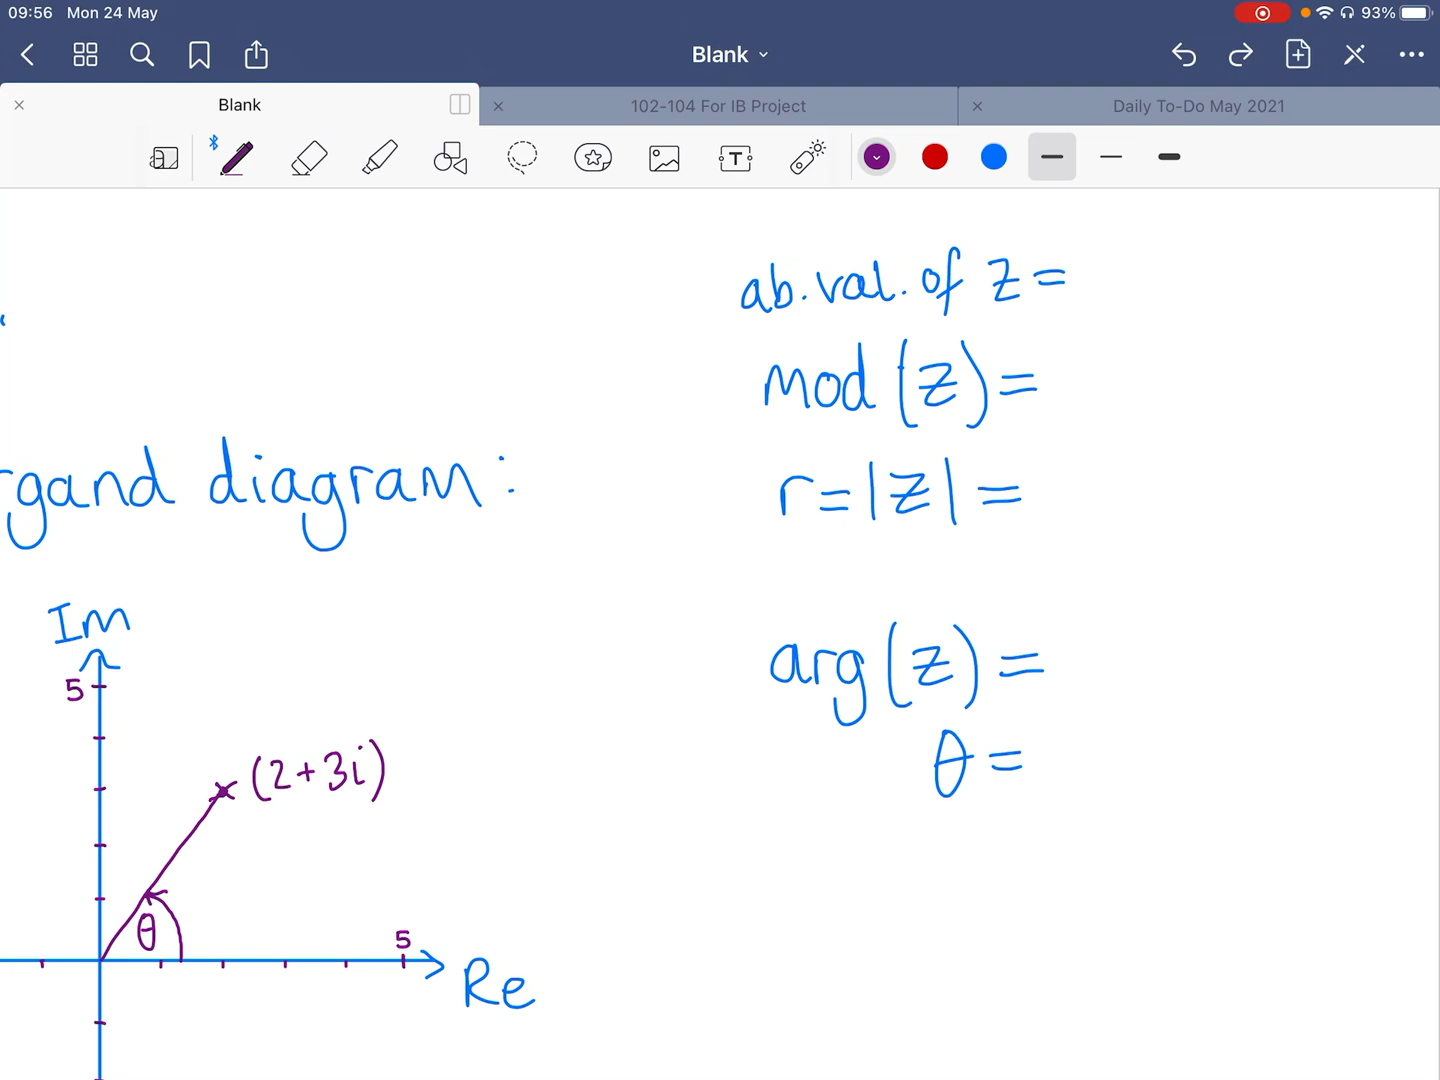 09:56 Mon 24 May
93%
Blank
Blank
102-104 For IB Project
Daily To-Do May 2021
ab. val. of z =
mod (z) =
r = |z| =
rgand diagram:
Im
arg (z) =
5
θ =
(2+3i)
θ
5
Re